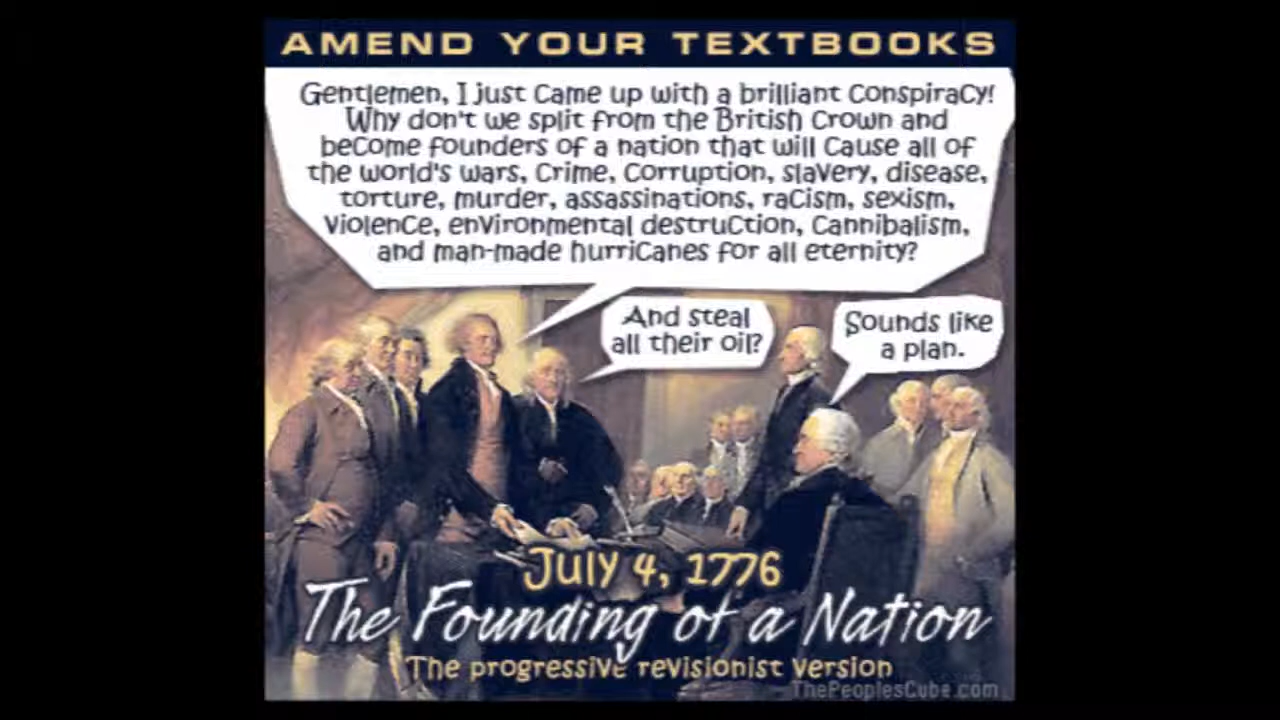 AMEND YOUR TEXTBOOKS
Gentlemen, I just came up with a brilliant conspiracy!
Why don't we split from the British Crown and
become founders of a nation that will cause all of
the world's wars, crime, corruption, slavery, disease,
torture, murder, assassinations, racism, sexism,
violence, environmental destruction, cannibalism,
and man-made hurricanes for all eternity?
And steal
all their oil?
Sounds like
a plan.
July 4, 1776
The Founding of a Nation
The progressive revisionist version
ThePeoplesCube.com